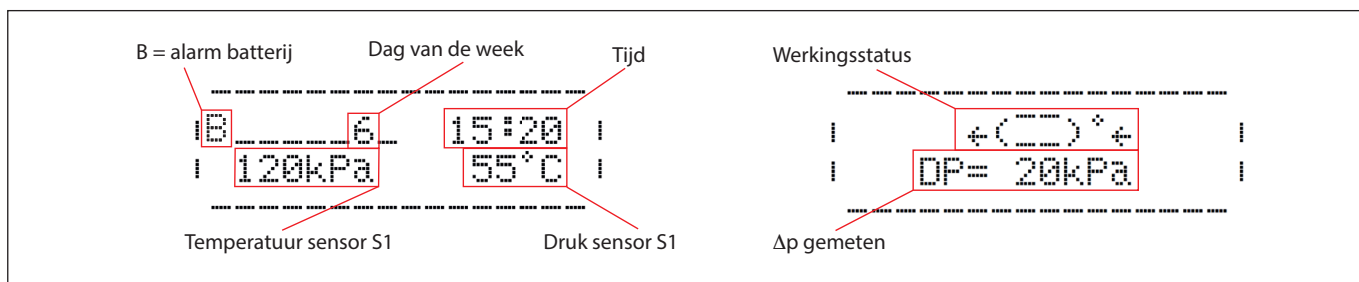 B = alarm batterij
Dag van de week
Tijd
Werkingsstatus
B 6 15:20
120kPa 55°C
←(‾_‾_)°←
DP= 20kPa
Temperatuur sensor S1
Druk sensor S1
Δp gemeten